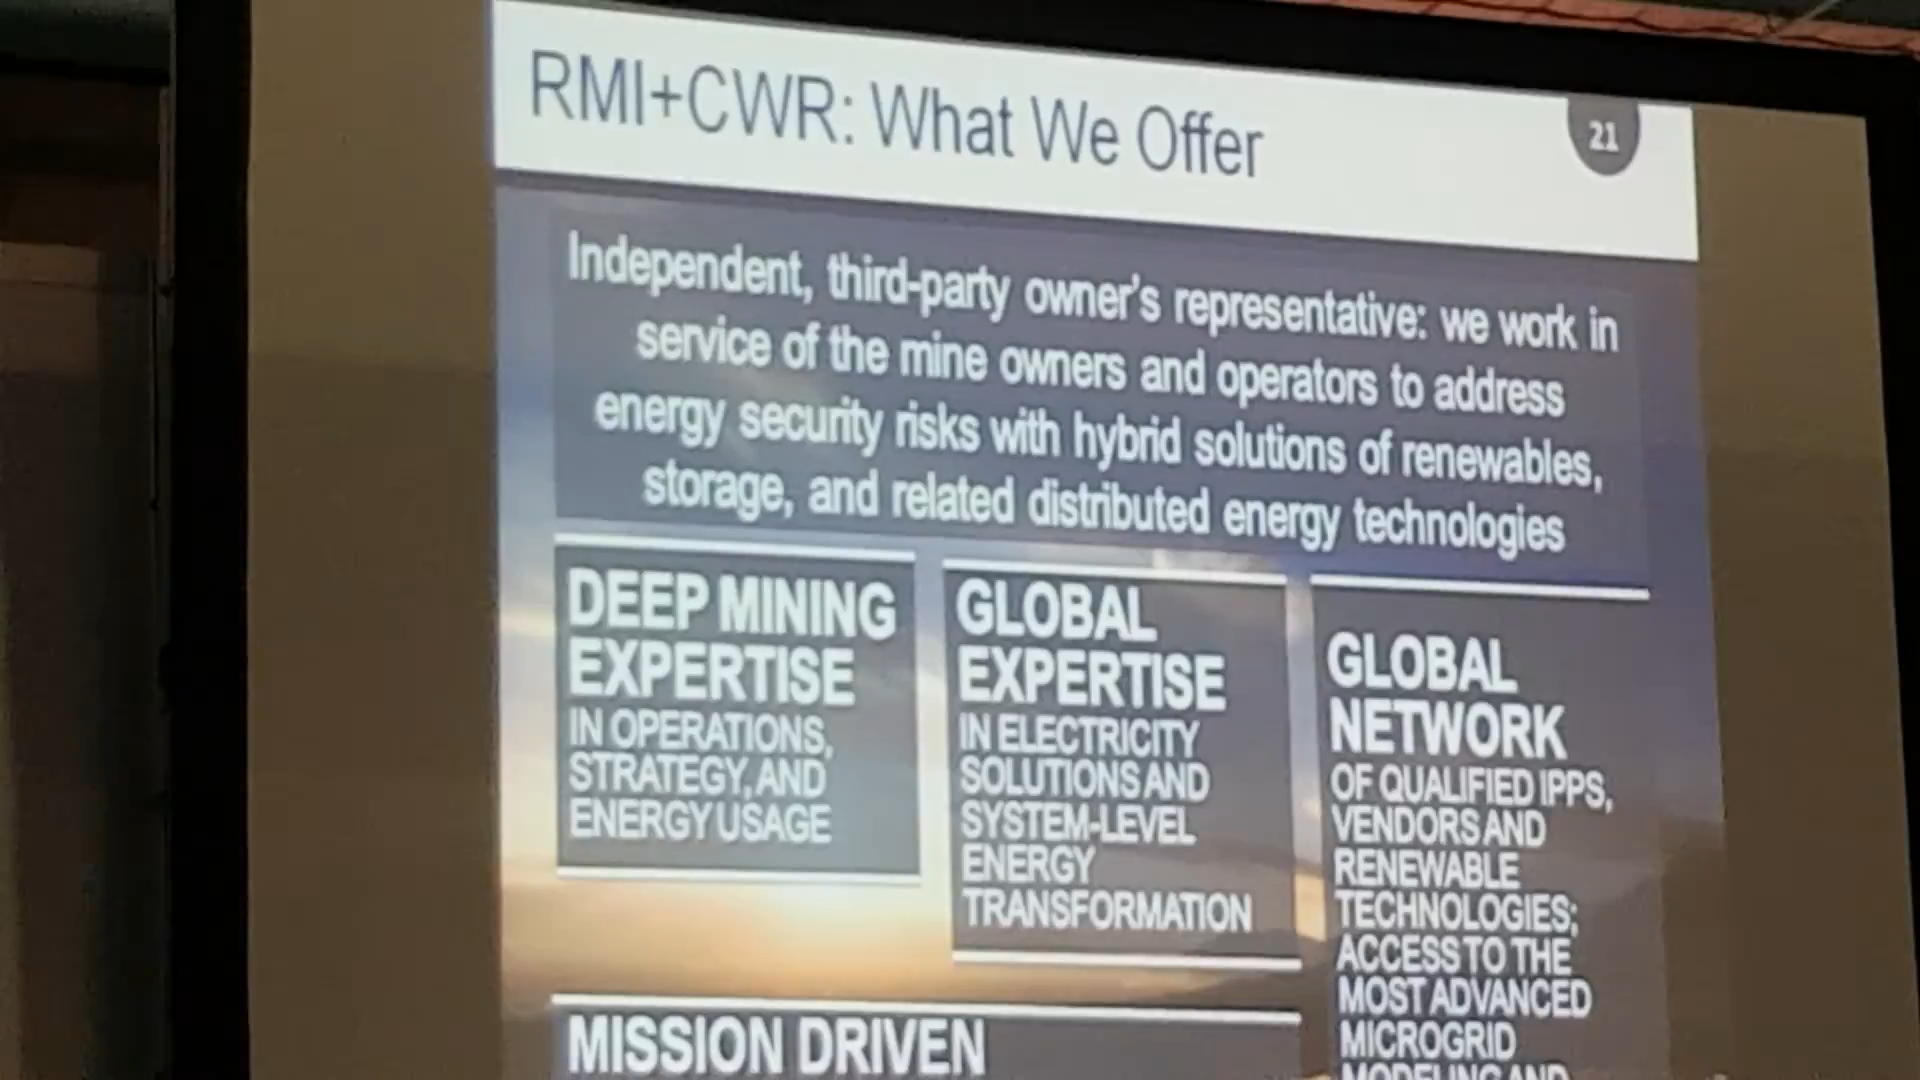 RMI+CWR: What We Offer
21
Independent, third-party owner's representative: we work in
service of the mine owners and operators to address
energy security risks with hybrid solutions of renewables,
storage, and related distributed energy technologies
DEEP MINING
EXPERTISE
IN OPERATIONS,
STRATEGY, AND
ENERGY USAGE
GLOBAL
EXPERTISE
IN ELECTRICITY
SOLUTIONS AND
SYSTEM-LEVEL
ENERGY
TRANSFORMATION
GLOBAL
NETWORK
OF QUALIFIED IPPS,
VENDORS AND
RENEWABLE
TECHNOLOGIES;
ACCESS TO THE
MOST ADVANCED
MICROGRID
MODELING AND
MISSION DRIVEN